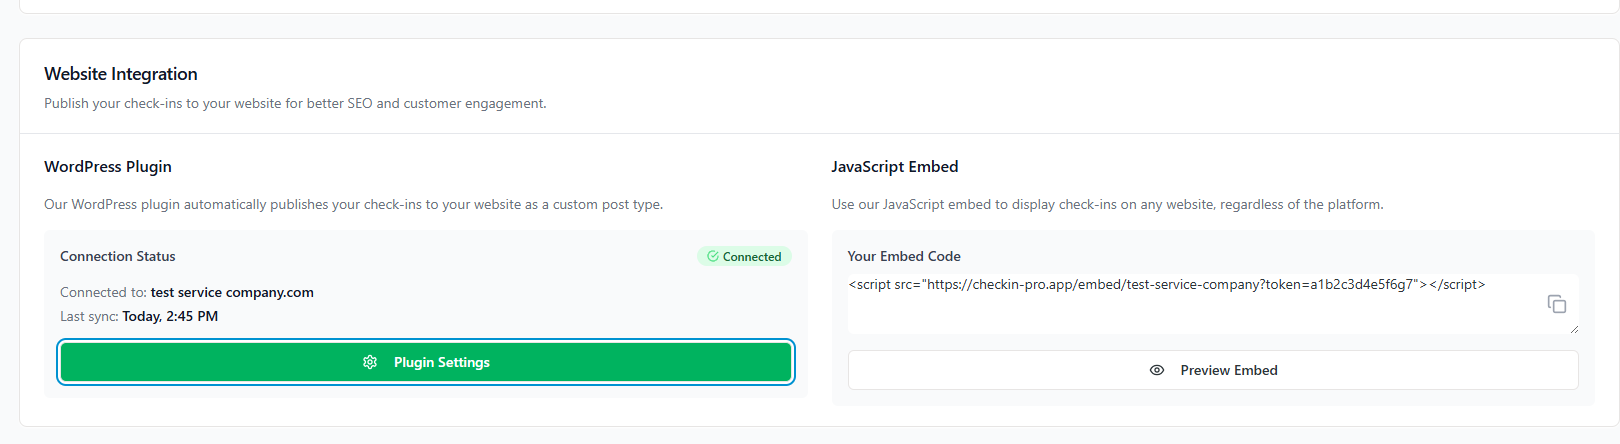 Website Integration
Publish your check-ins to your website for better SEO and customer engagement.
WordPress Plugin
Our WordPress plugin automatically publishes your check-ins to your website as a custom post type.
Connection Status
Connected
Connected to: test service company.com
Last sync: Today, 2:45 PM
Plugin Settings
JavaScript Embed
Use our JavaScript embed to display check-ins on any website, regardless of the platform.
Your Embed Code
<script src="https://checkin-pro.app/embed/test-service-company?token=a1b2c3d4e5f6g7"></script>
Preview Embed